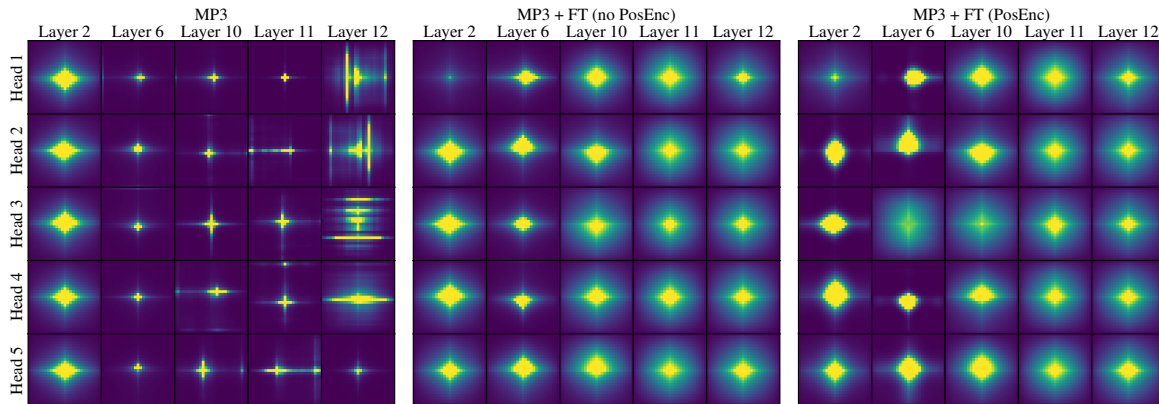 MP3
Layer 2 Layer 6 Layer 10 Layer 11 Layer 12
MP3 + FT (no PosEnc)
Layer 2 Layer 6 Layer 10 Layer 11 Layer 12
MP3 + FT (PosEnc)
Layer 2 Layer 6 Layer 10 Layer 11 Layer 12
Head 1
Head 2
Head 3
Head 4
Head 5